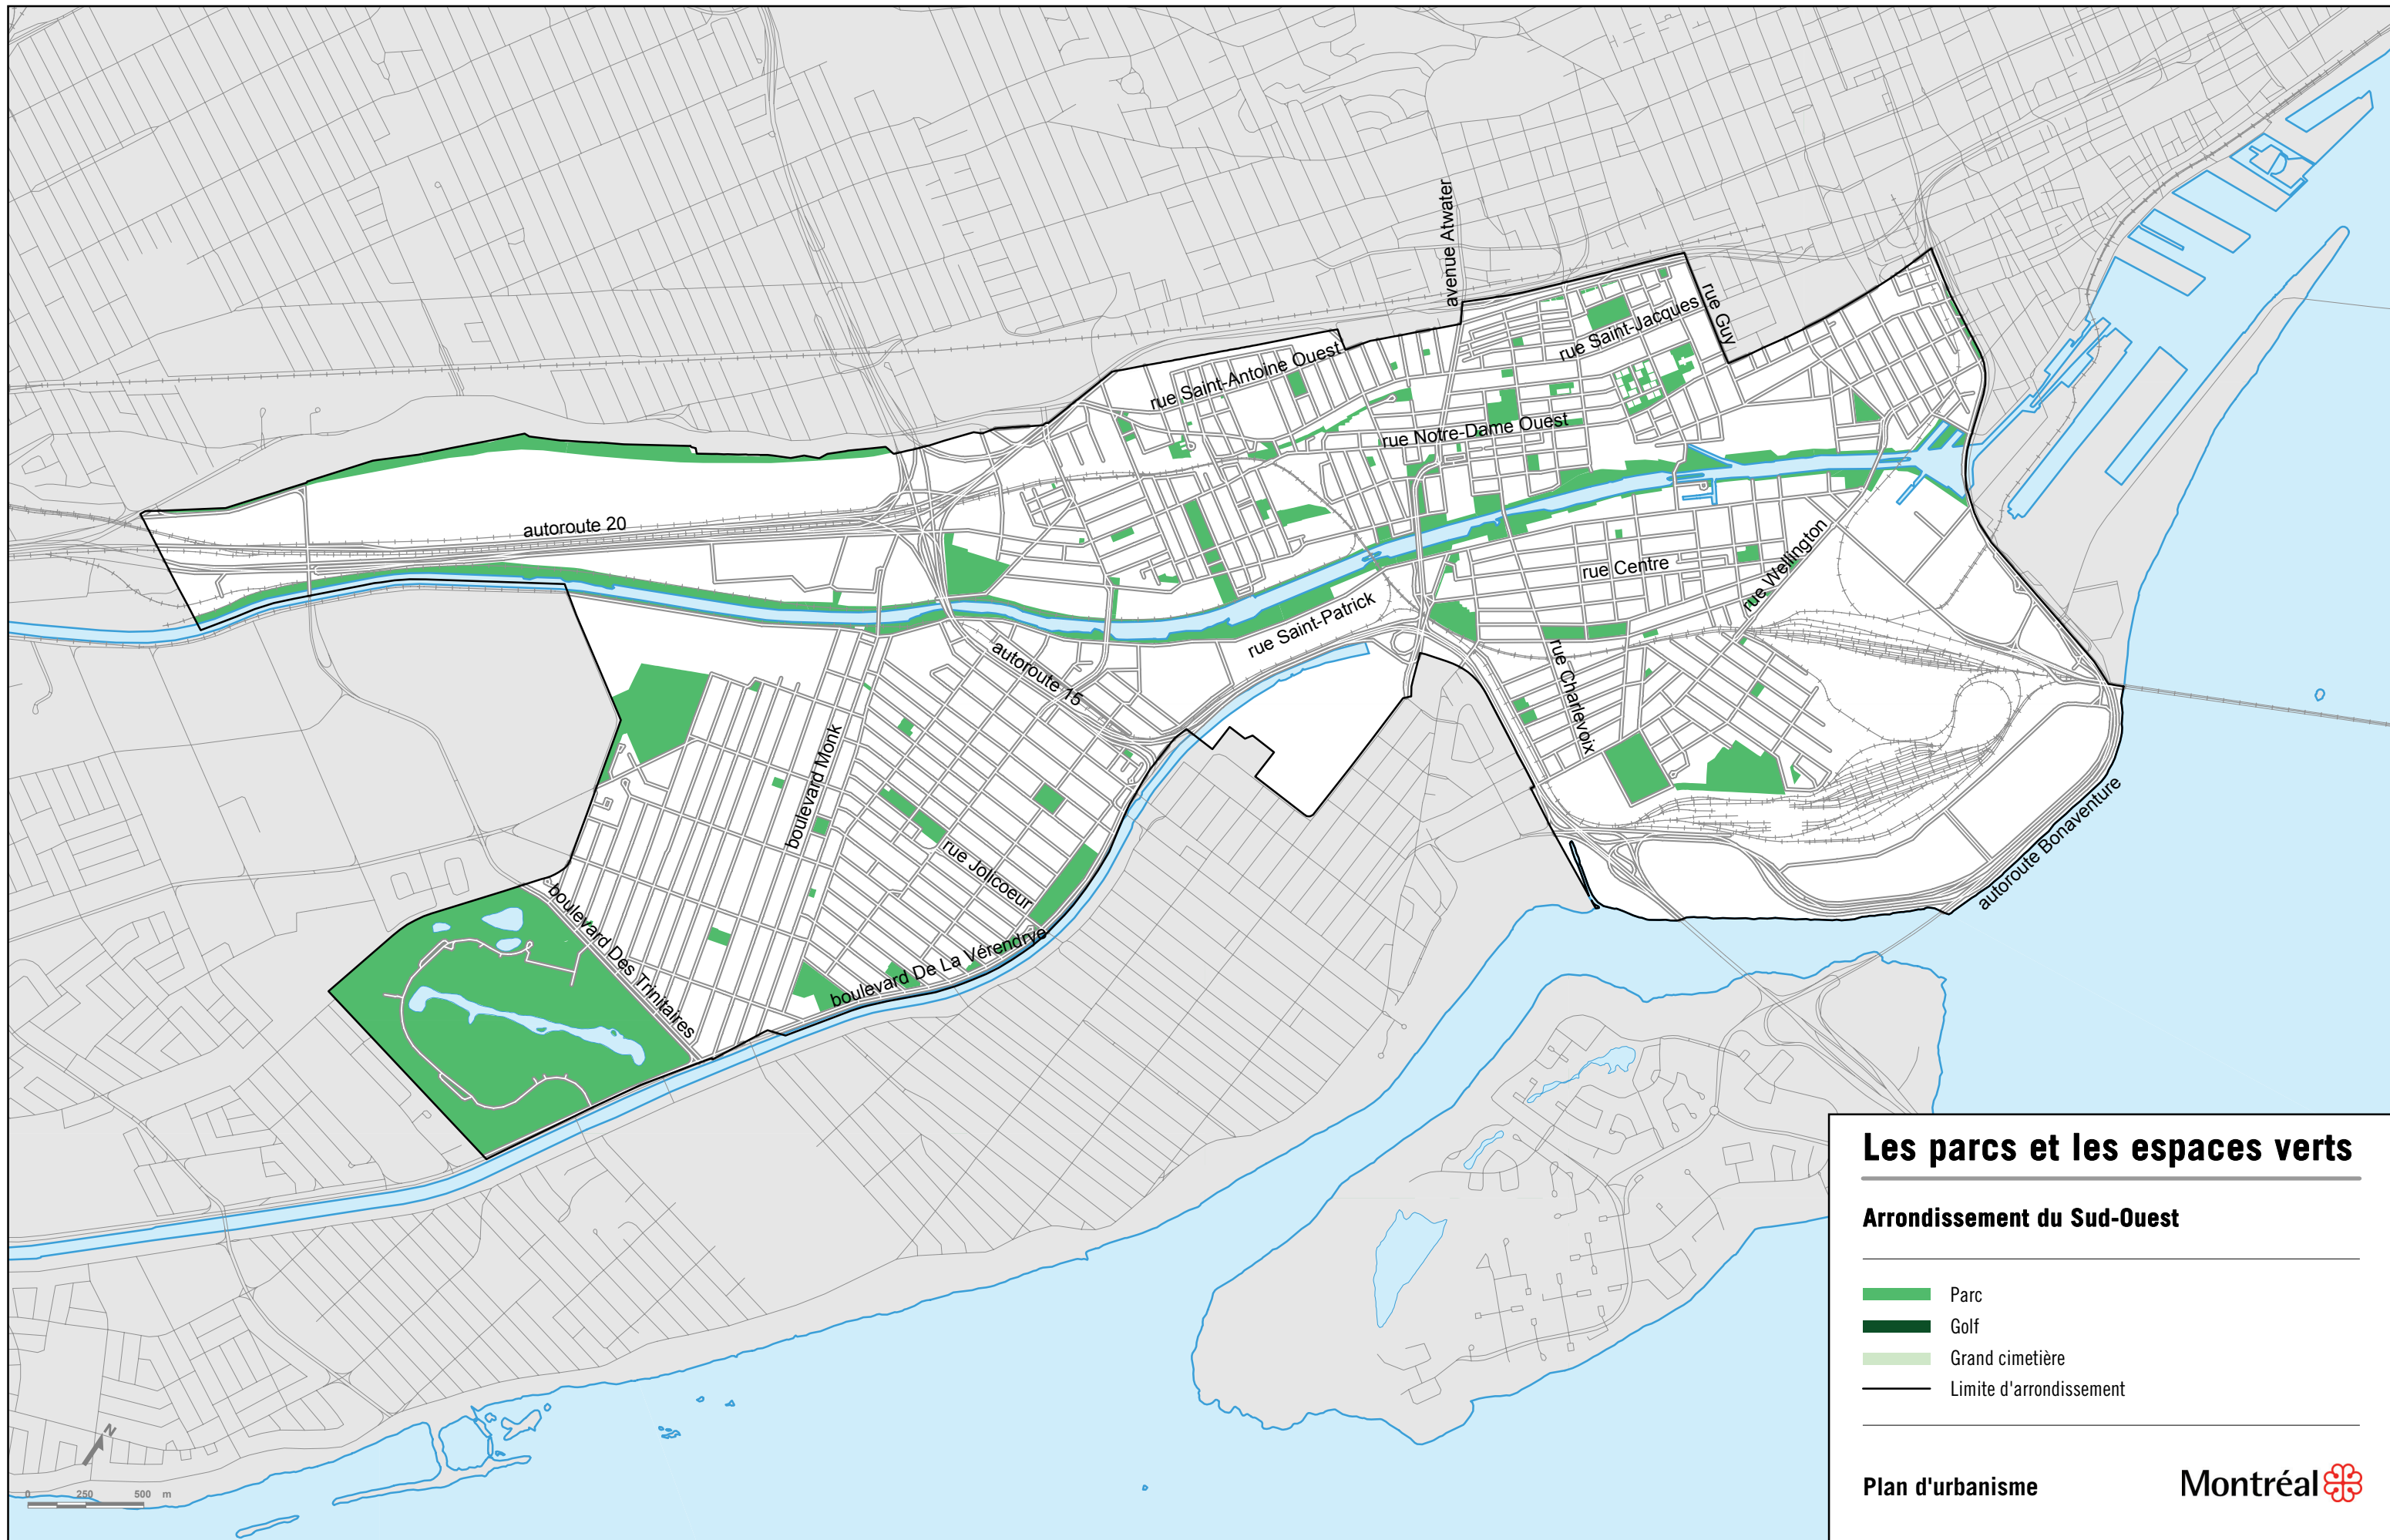 avenue Atwater
rue Guy
rue Saint-Jacques
rue Saint-Antoine Ouest
rue Notre-Dame Ouest
autoroute 20
rue Centre
rue Wellington
rue Saint-Patrick
autoroute 15
rue Charlevoix
boulevard Monk
rue Jolicoeur
autoroute Bonaventure
boulevard Des Trinitaires
boulevard De La Vérendrye
Les parcs et les espaces verts
Arrondissement du Sud-Ouest
Parc
Golf
Grand cimetière
Limite d'arrondissement
Plan d'urbanisme
Montréal
N
0 250 500 m